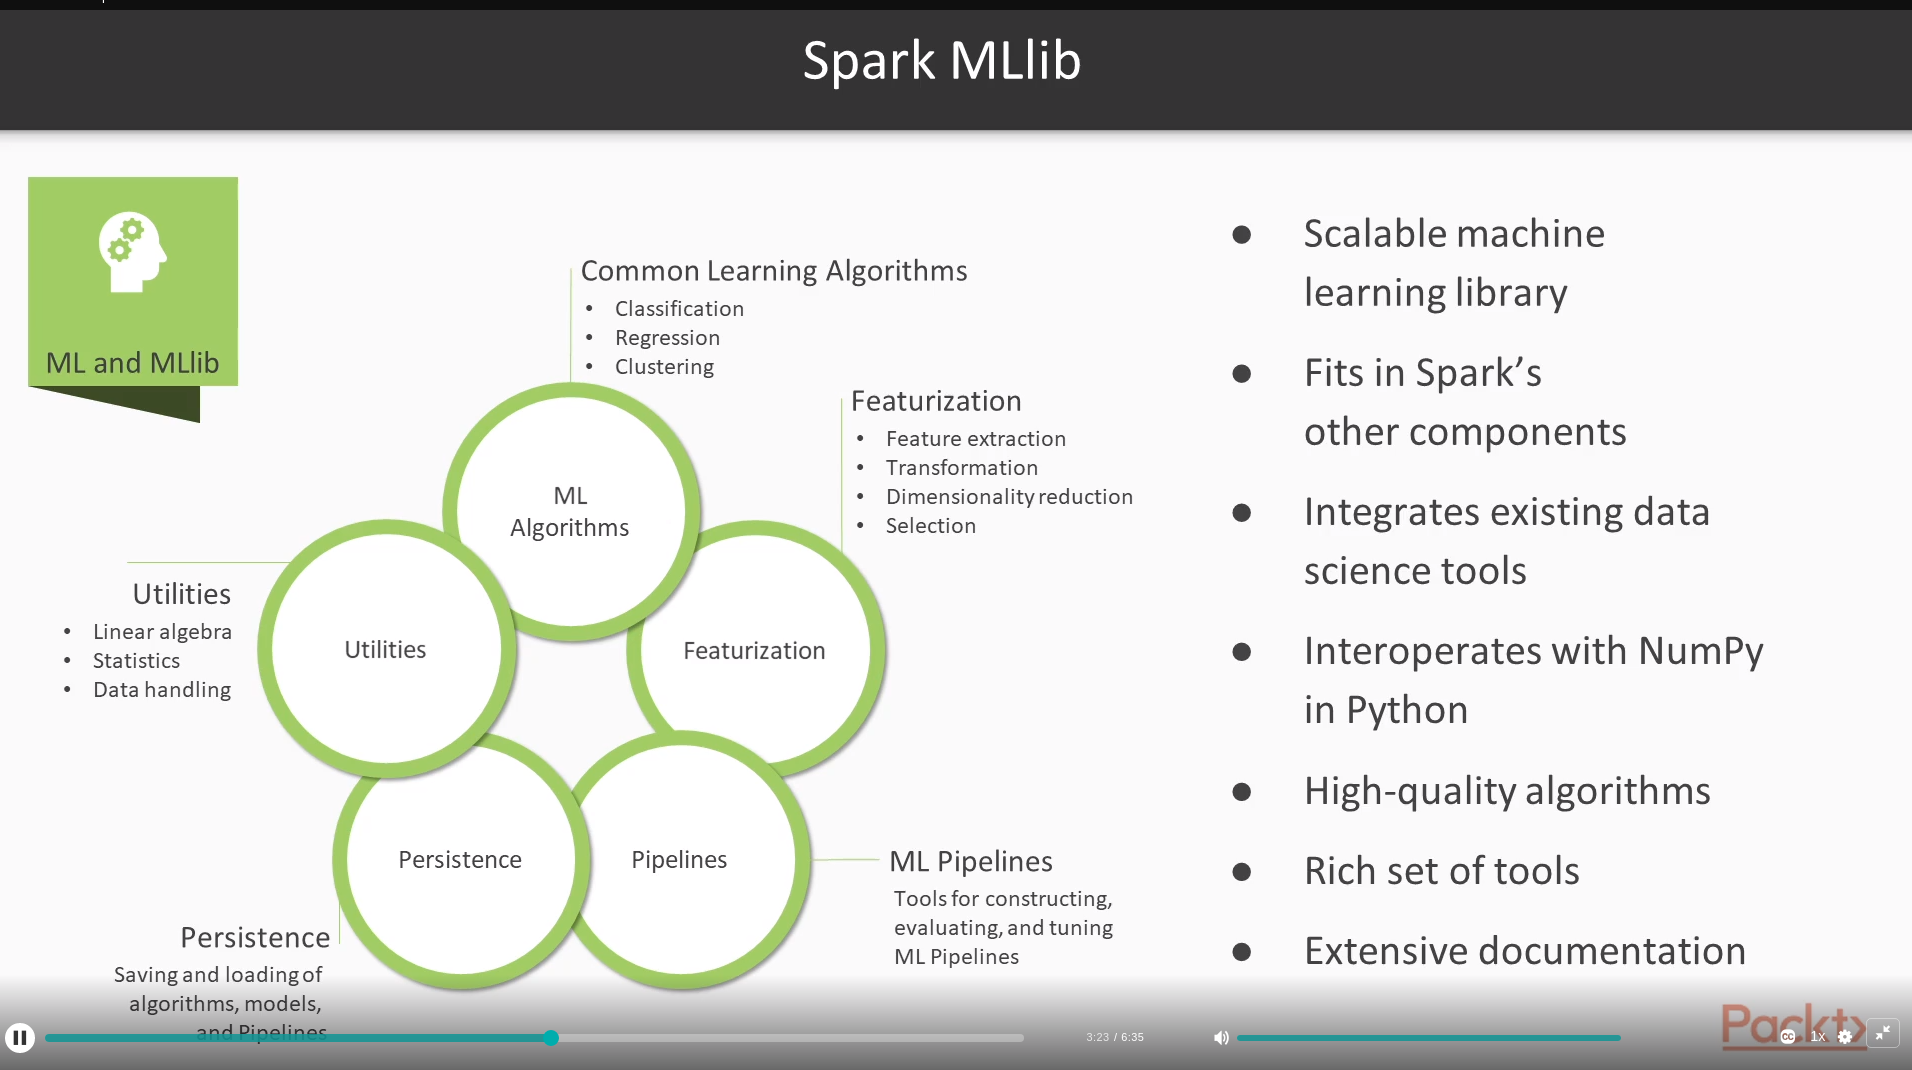 Spark MLlib
ML and MLlib
Common Learning Algorithms
• Classification
• Regression
• Clustering
Featurization
• Feature extraction
• Transformation
• Dimensionality reduction
• Selection
ML
Algorithms
Utilities
• Linear algebra
• Statistics
• Data handling
Utilities
Featurization
Persistence
Pipelines
ML Pipelines
Tools for constructing,
evaluating, and tuning
ML Pipelines
Persistence
Saving and loading of
algorithms, models,
and Pipelines
● Scalable machine
learning library
● Fits in Spark’s
other components
● Integrates existing data
science tools
● Interoperates with NumPy
in Python
● High-quality algorithms
● Rich set of tools
● Extensive documentation
Packt>
3:23 / 6:35
CC
1x